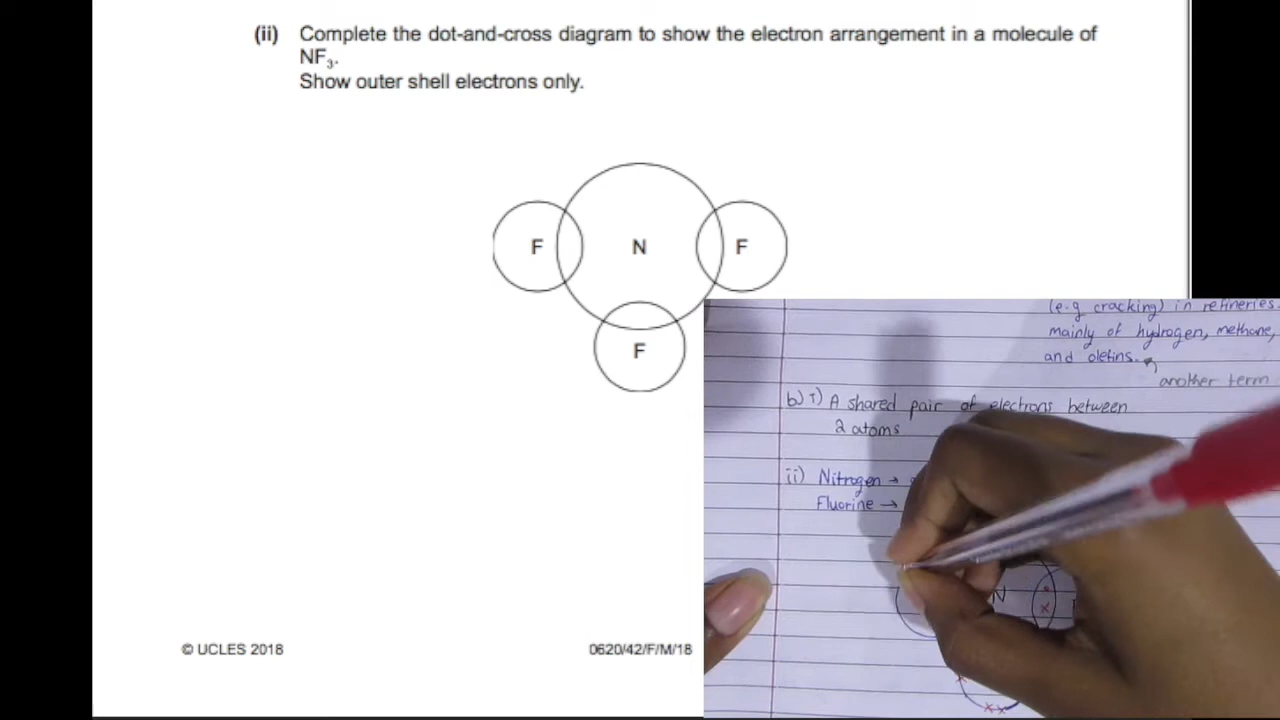 (ii) Complete the dot-and-cross diagram to show the electron arrangement in a molecule of
NF3.
Show outer shell electrons only.
F N F
F
© UCLES 2018
0620/42/F/M/18
(e.g cracking) in refineries.
mainly of hydrogen, methane,
and olefins.
another term
b) i) A shared pair of electrons between
2 atoms
ii) Nitrogen →
Fluorine →
N